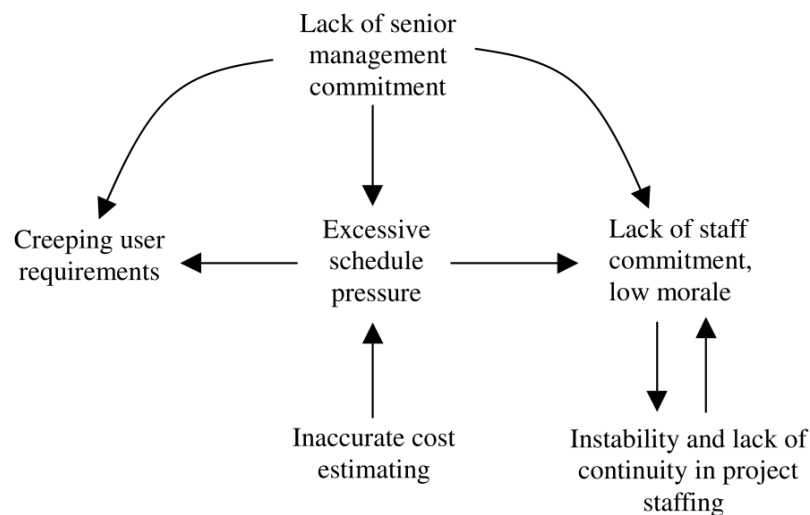 Lack of senior
management
commitment
Creeping user
requirements
Excessive
schedule
pressure
Lack of staff
commitment,
low morale
Inaccurate cost
estimating
Instability and lack of
continuity in project
staffing